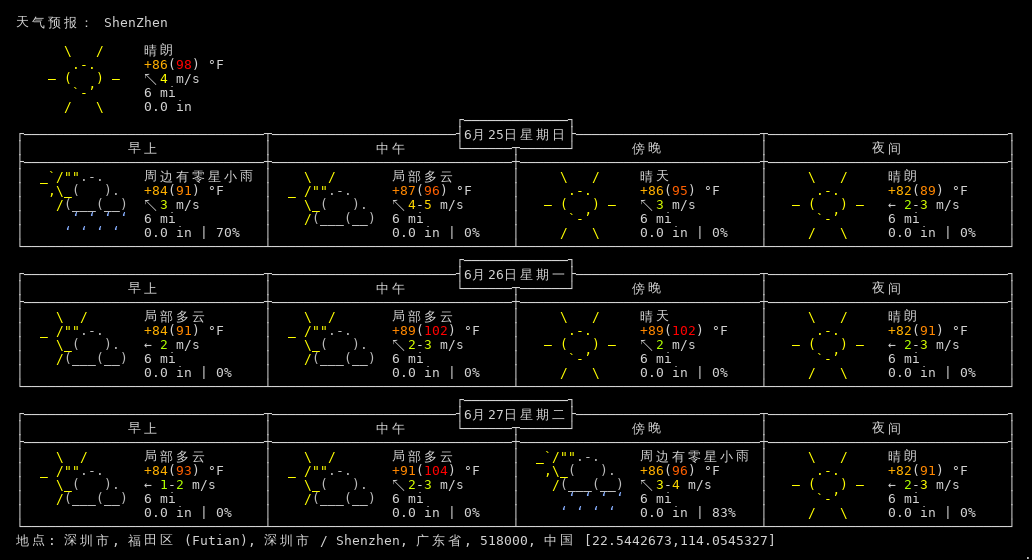 天气预报： ShenZhen
晴朗
+86(98) °F
↖ 4 m/s
6 mi
0.0 in
6月25日星期日
早上 中午 傍晚 夜间
周边有零星小雨 局部多云 晴天 晴朗
+84(91) °F +87(96) °F +86(95) °F +82(89) °F
↖ 3 m/s ↖ 4-5 m/s ↖ 3 m/s ← 2-3 m/s
6 mi 6 mi 6 mi 6 mi
0.0 in | 70% 0.0 in | 0% 0.0 in | 0% 0.0 in | 0%
6月26日星期一
早上 中午 傍晚 夜间
局部多云 局部多云 晴天 晴朗
+84(91) °F +89(102) °F +89(102) °F +82(91) °F
← 2 m/s ↖ 2-3 m/s ↖ 2 m/s ← 2-3 m/s
6 mi 6 mi 6 mi 6 mi
0.0 in | 0% 0.0 in | 0% 0.0 in | 0% 0.0 in | 0%
6月27日星期二
早上 中午 傍晚 夜间
局部多云 局部多云 周边有零星小雨 晴朗
+84(93) °F +91(104) °F +86(96) °F +82(91) °F
← 1-2 m/s ↖ 2-3 m/s ↖ 3-4 m/s ← 2-3 m/s
6 mi 6 mi 6 mi 6 mi
0.0 in | 0% 0.0 in | 0% 0.0 in | 83% 0.0 in | 0%
地点: 深圳市, 福田区 (Futian), 深圳市 / Shenzhen, 广东省, 518000, 中国 [22.5442673,114.0545327]